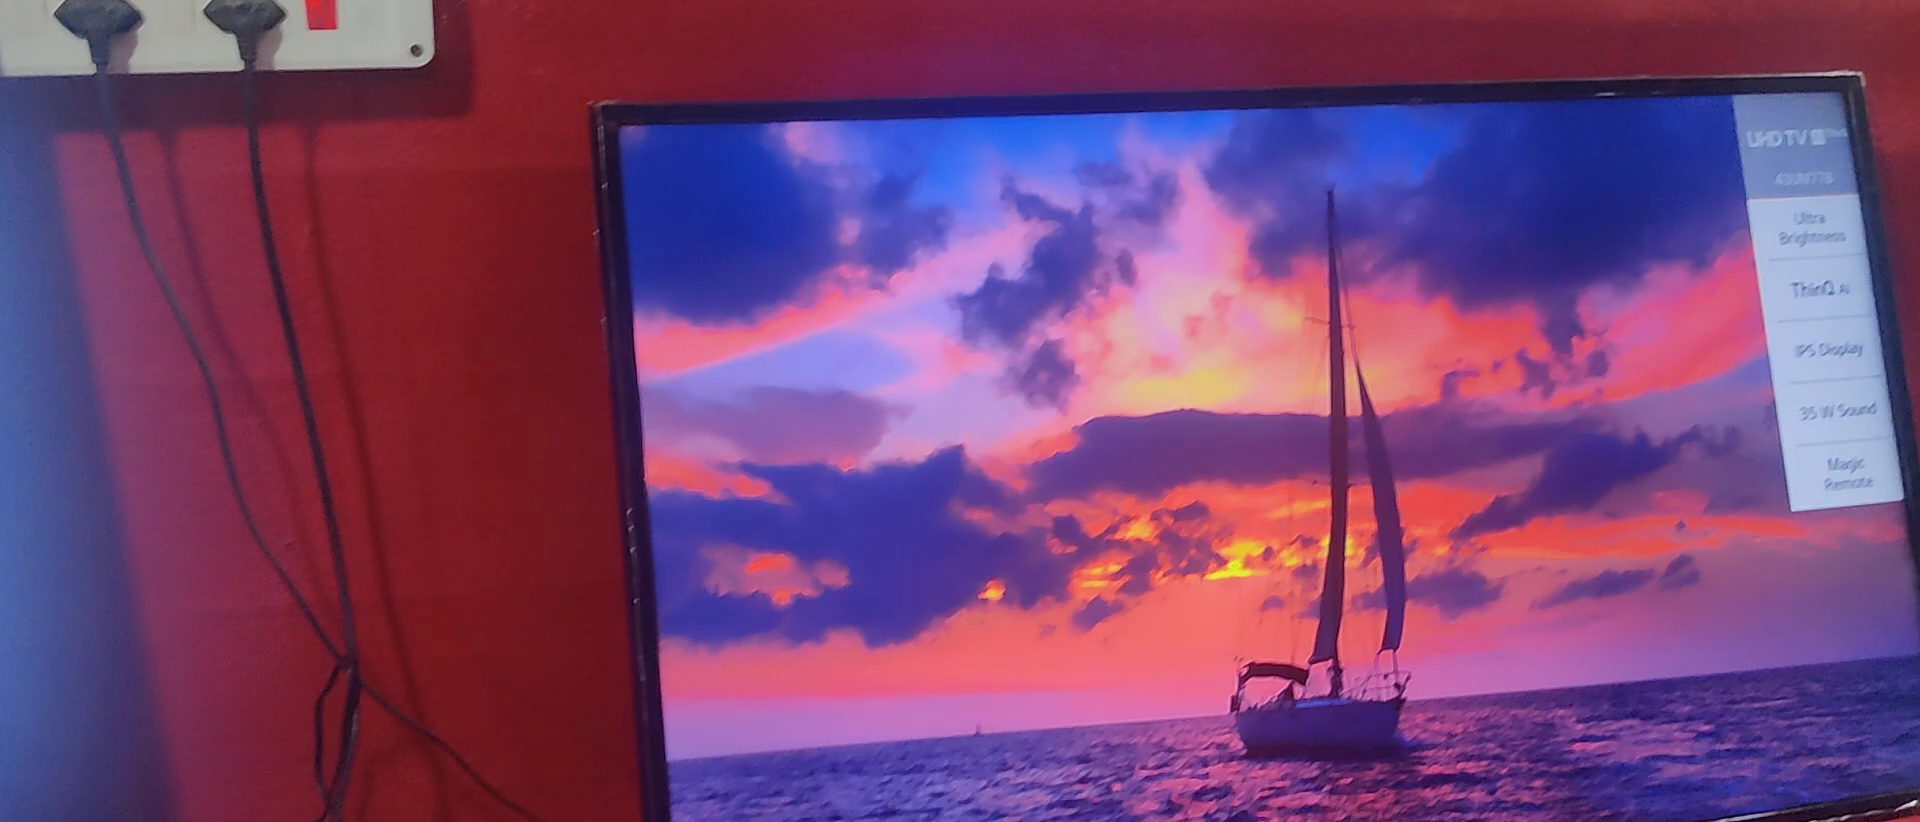 UHD TV
Ultra
Brightness
ThinQ AI
IPS Display
35 W Sound
Magic
Remote